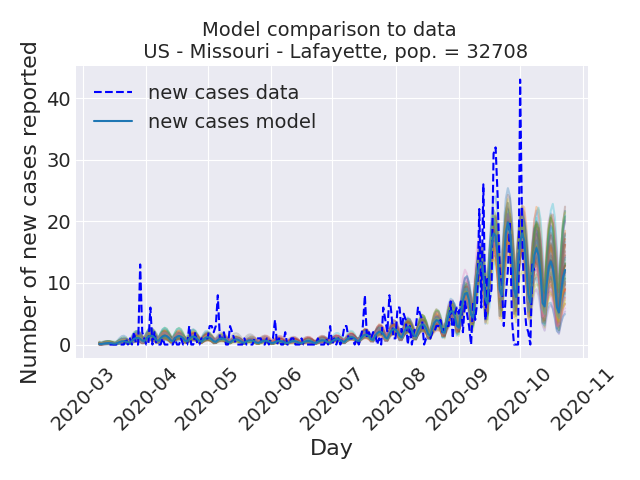 Model comparison to data
US - Missouri - Lafayette, pop. = 32708
Number of new cases reported
new cases data
new cases model
40
30
20
10
0
2020-03
2020-04
2020-05
2020-06
2020-07
2020-08
2020-09
2020-10
2020-11
Day